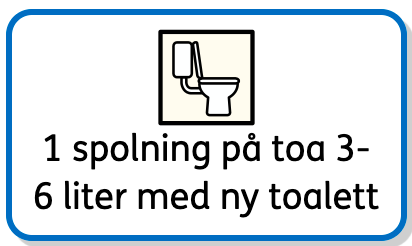 1 spolning på toa 3-
6 liter med ny toalett